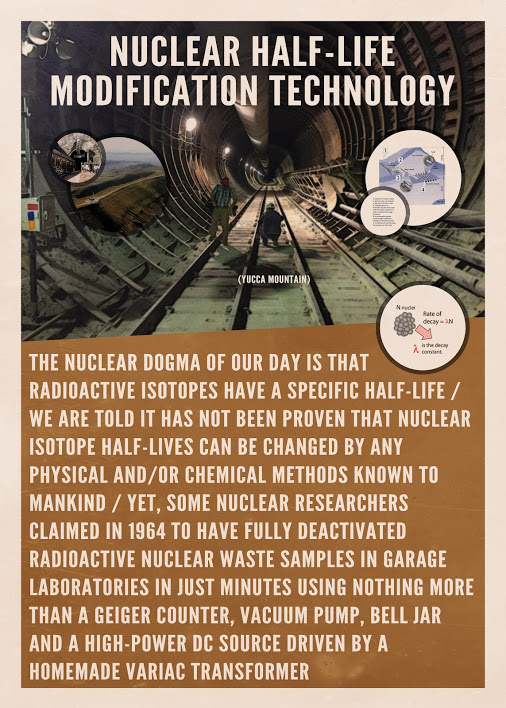 NUCLEAR HALF-LIFE
MODIFICATION TECHNOLOGY
1
2
3
4
(YUCCA MOUNTAIN)
N nuclei
Rate of
decay = λN
λ is the decay
constant.
THE NUCLEAR DOGMA OF OUR DAY IS THAT
RADIOACTIVE ISOTOPES HAVE A SPECIFIC HALF-LIFE /
WE ARE TOLD IT HAS NOT BEEN PROVEN THAT NUCLEAR
ISOTOPE HALF-LIVES CAN BE CHANGED BY ANY
PHYSICAL AND/OR CHEMICAL METHODS KNOWN TO
MANKIND / YET, SOME NUCLEAR RESEARCHERS
CLAIMED IN 1964 TO HAVE FULLY DEACTIVATED
RADIOACTIVE NUCLEAR WASTE SAMPLES IN GARAGE
LABORATORIES IN JUST MINUTES USING NOTHING MORE
THAN A GEIGER COUNTER, VACUUM PUMP, BELL JAR
AND A HIGH-POWER DC SOURCE DRIVEN BY A
HOMEMADE VARIAC TRANSFORMER